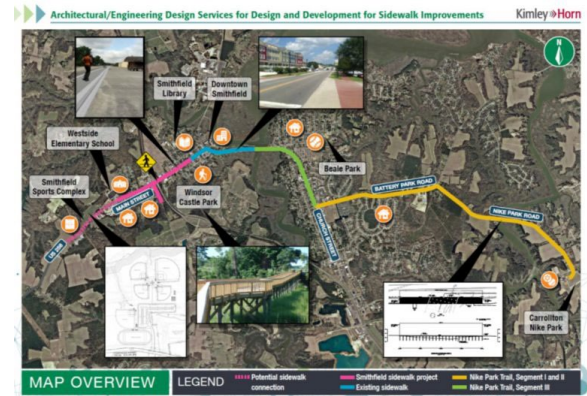 Architectural/Engineering Design Services for Design and Development for Sidewalk Improvements
Kimley»Horn
N
Smithfield
Library
Downtown
Smithfield
Westside
Elementary School
Smithfield
Sports Complex
MAIN STREET
Windsor
Castle Park
Beale Park
BATTERY PARK ROAD
NIKE PARK ROAD
CHURCH STREET
Carrollton
Nike Park
MAP OVERVIEW
LEGEND
Potential sidewalk
connection
Smithfield sidewalk project
Existing sidewalk
Nike Park Trail, Segment I and II
Nike Park Trail, Segment III